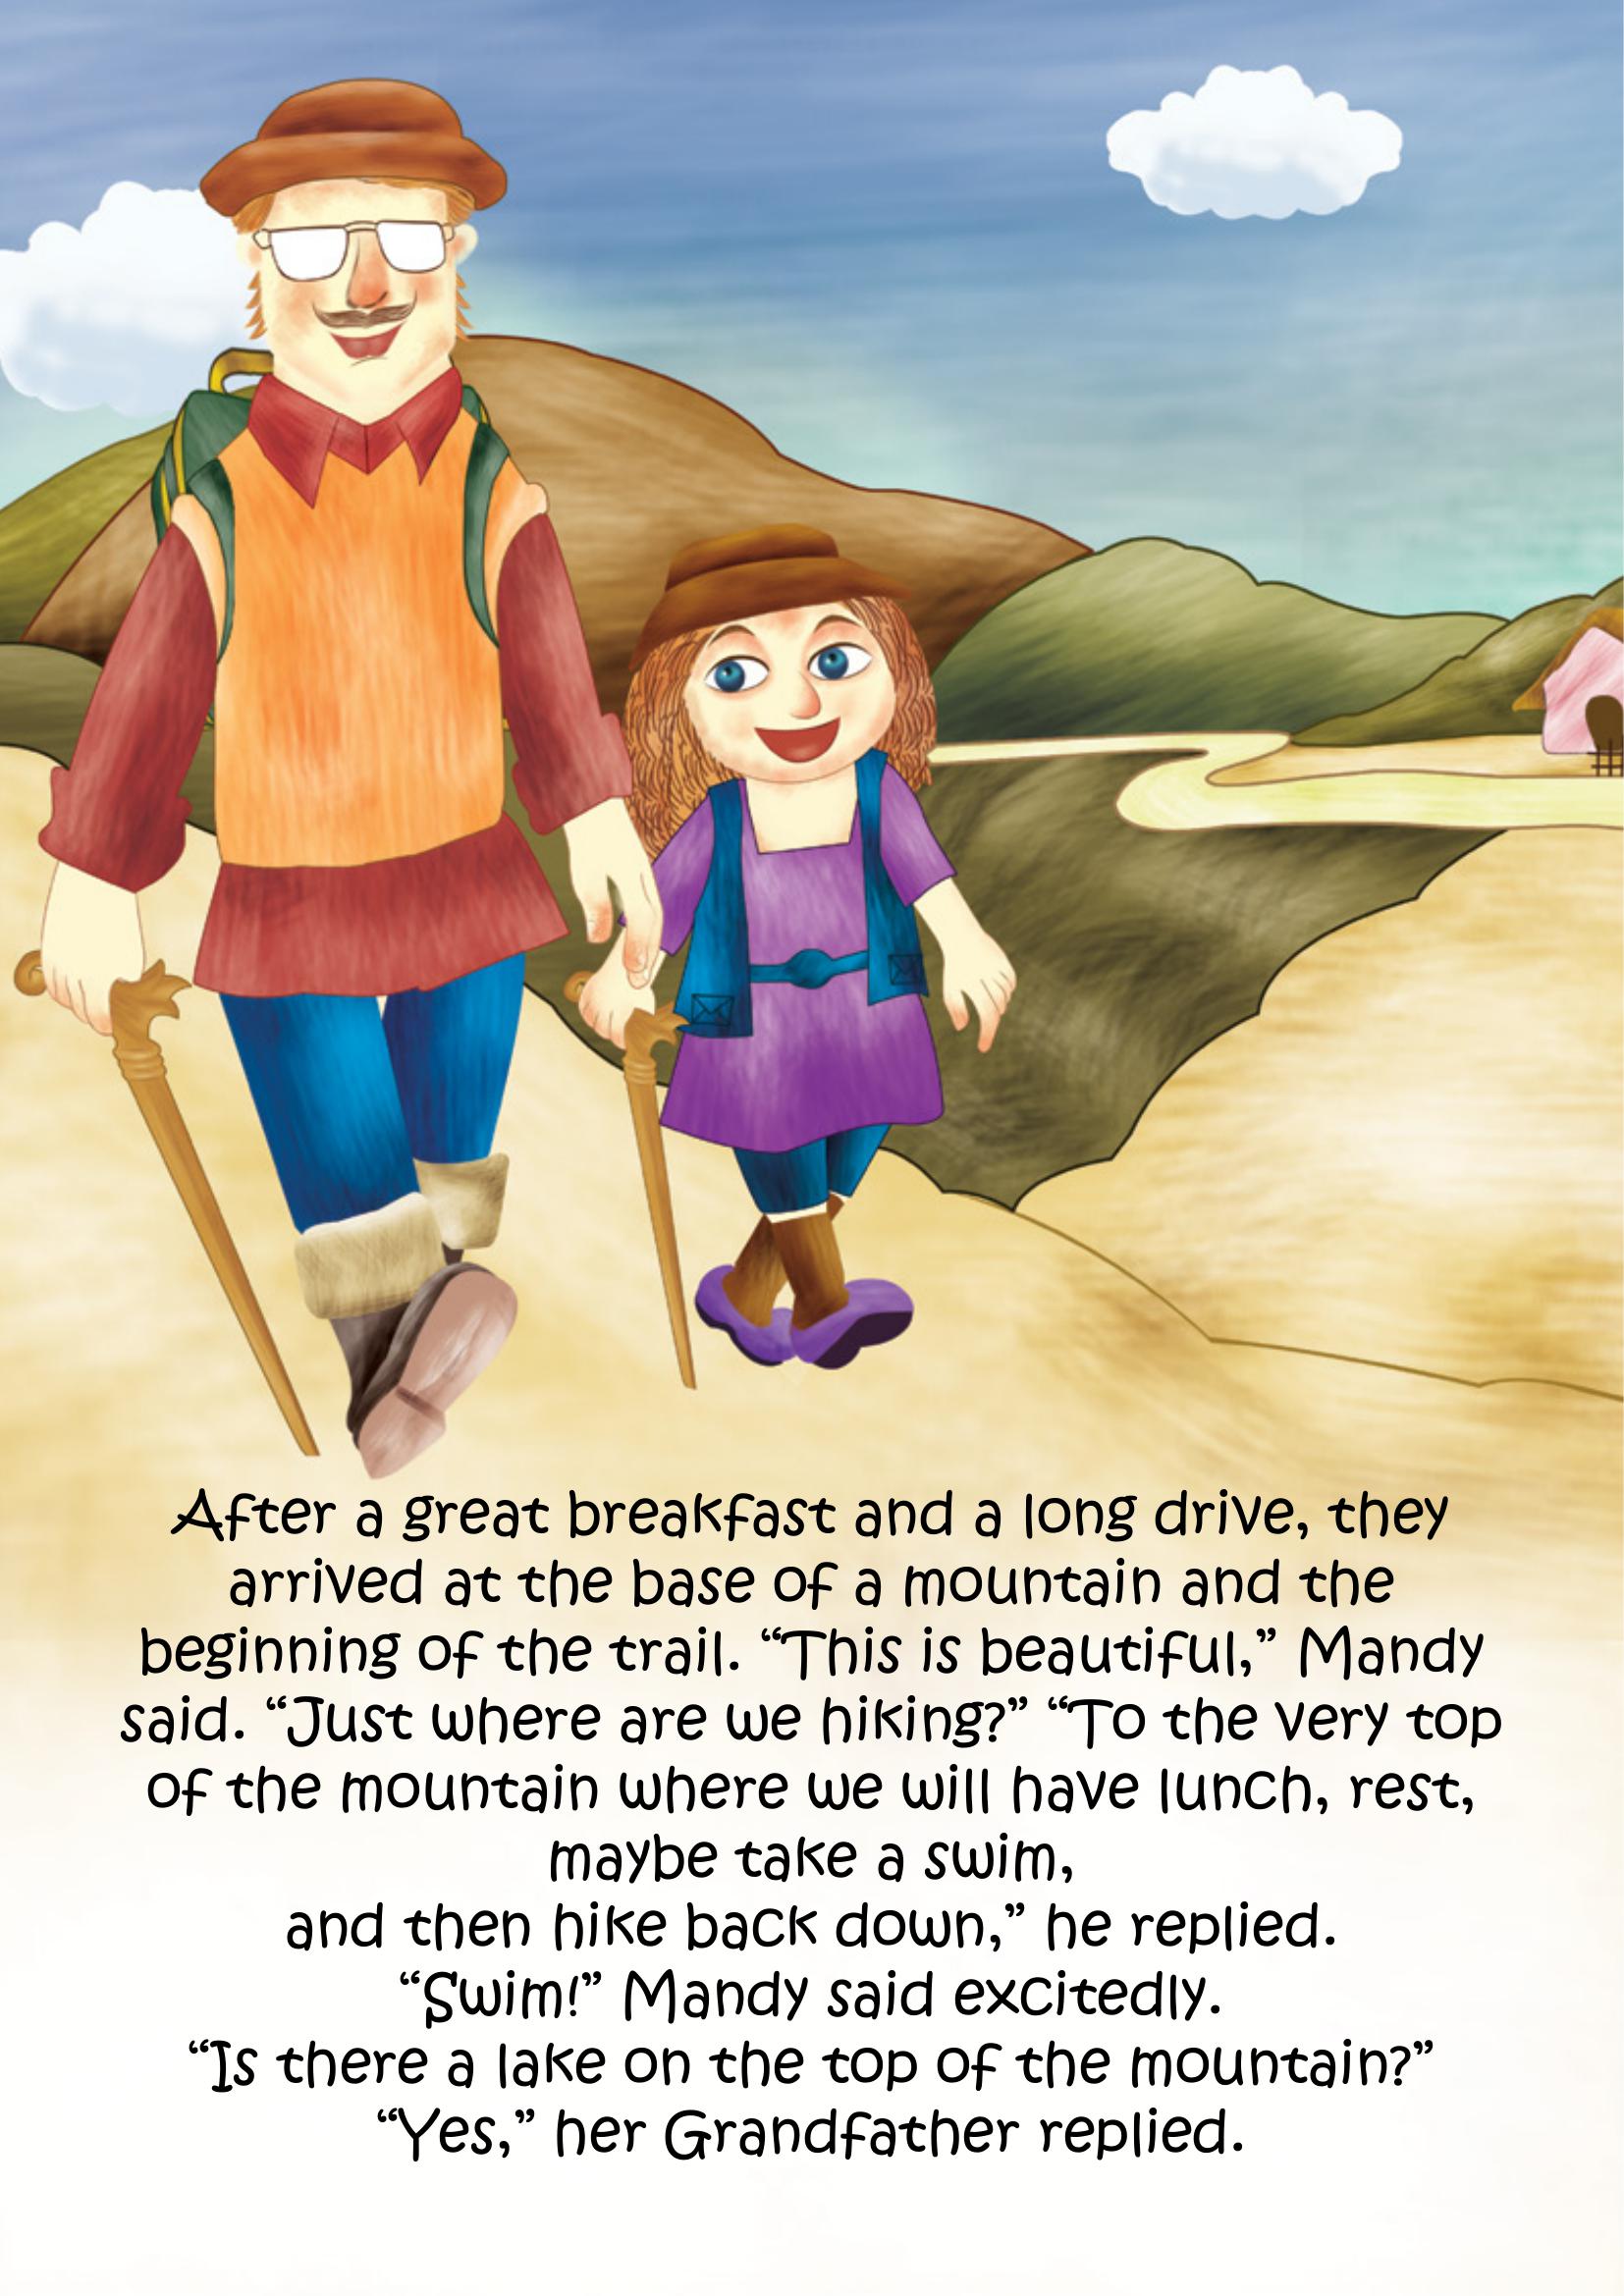 After a great breakfast and a long drive, they
arrived at the base of a mountain and the
beginning of the trail. “This is beautiful,” Mandy
said. “Just where are we hiking?” “To the very top
of the mountain where we will have lunch, rest,
maybe take a swim,
and then hike back down,” he replied.
“Swim!” Mandy said excitedly.
“Is there a lake on the top of the mountain?”
“Yes,” her Grandfather replied.